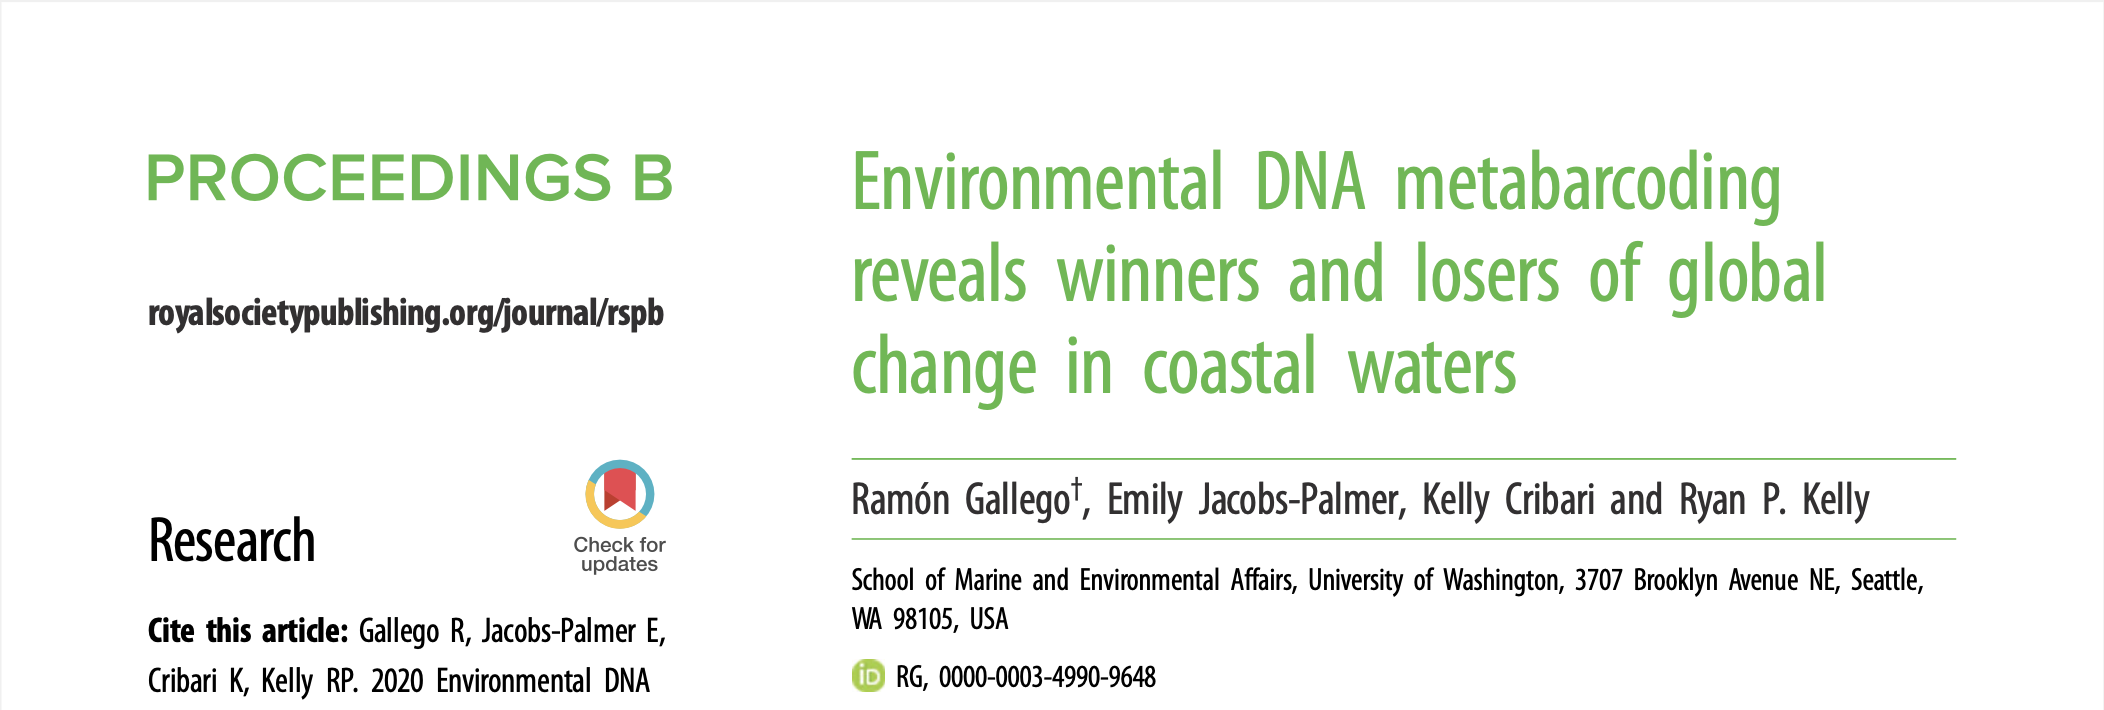 PROCEEDINGS B
royalsocietypublishing.org/journal/rspb
Research
Check for
updates
Cite this article: Gallego R, Jacobs-Palmer E,
Cribari K, Kelly RP. 2020 Environmental DNA
Environmental DNA metabarcoding
reveals winners and losers of global
change in coastal waters
Ramón Gallego†, Emily Jacobs-Palmer, Kelly Cribari and Ryan P. Kelly
School of Marine and Environmental Affairs, University of Washington, 3707 Brooklyn Avenue NE, Seattle,
WA 98105, USA
iD RG, 0000-0003-4990-9648